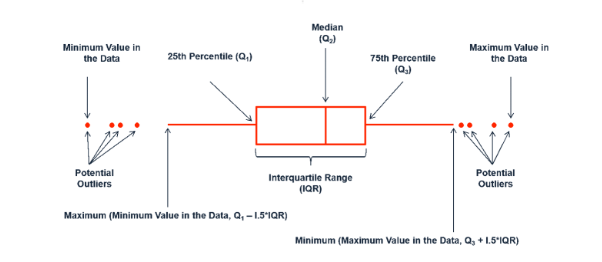 Median
(Q₂)
Minimum Value in
the Data
25th Percentile (Q₁)
75th Percentile
(Q₃)
Maximum Value in
the Data
Potential
Outliers
Interquartile Range
(IQR)
Potential
Outliers
Maximum (Minimum Value in the Data, Q₁ – I.5*IQR)
Minimum (Maximum Value in the Data, Q₃ + I.5*IQR)